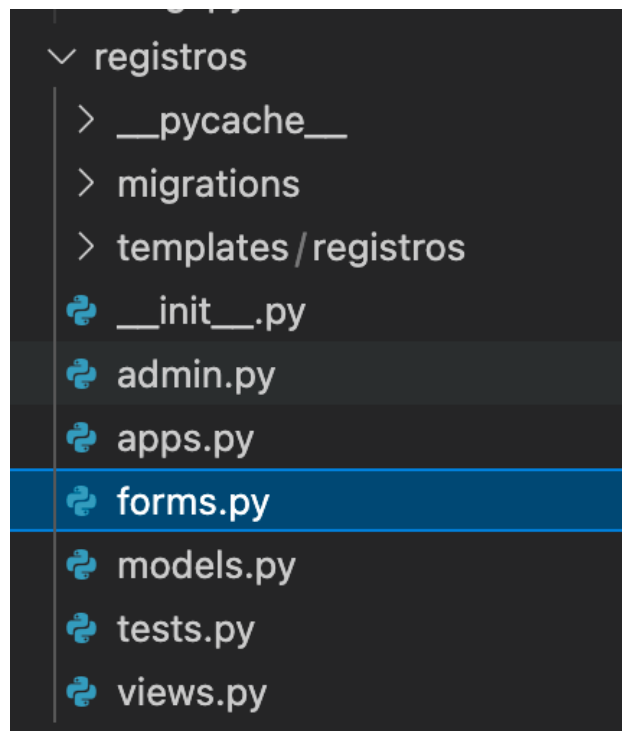 registros
__pycache__
migrations
templates/registros
__init__.py
admin.py
apps.py
forms.py
models.py
tests.py
views.py